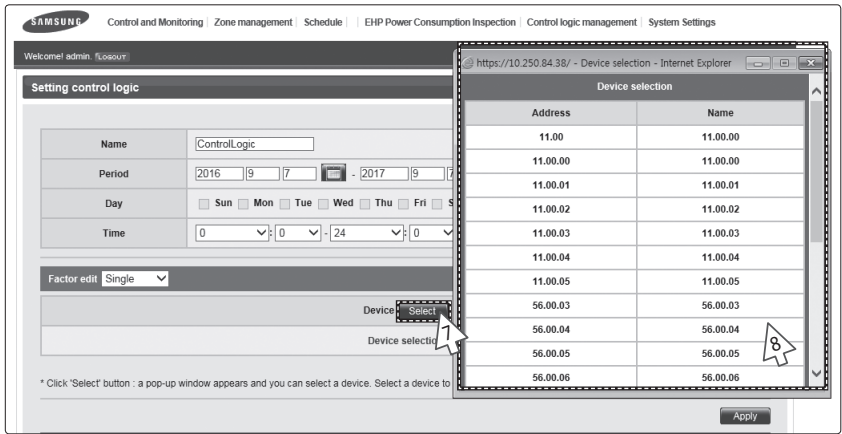 SAMSUNG
Control and Monitoring Zone management Schedule EHP Power Consumption Inspection Control logic management System Settings
Welcome! admin. LOGOUT
Setting control logic
Name ControlLogic
Period 2016 9 7 - 2017 9 7
Day Sun Mon Tue Wed Thu Fri S
Time 0 : 0 - 24 : 0
Factor edit Single
Device Select
Device selectio
7
* Click 'Select' button : a pop-up window appears and you can select a device. Select a device to
Apply
https://10.250.84.38/ - Device selection - Internet Explorer
Device selection
Address Name
11.00 11.00.00
11.00.00 11.00.00
11.00.01 11.00.01
11.00.02 11.00.02
11.00.03 11.00.03
11.00.04 11.00.04
11.00.05 11.00.05
56.00.03 56.00.03
56.00.04 56.00.04
56.00.05 56.00.05
56.00.06 56.00.06
8